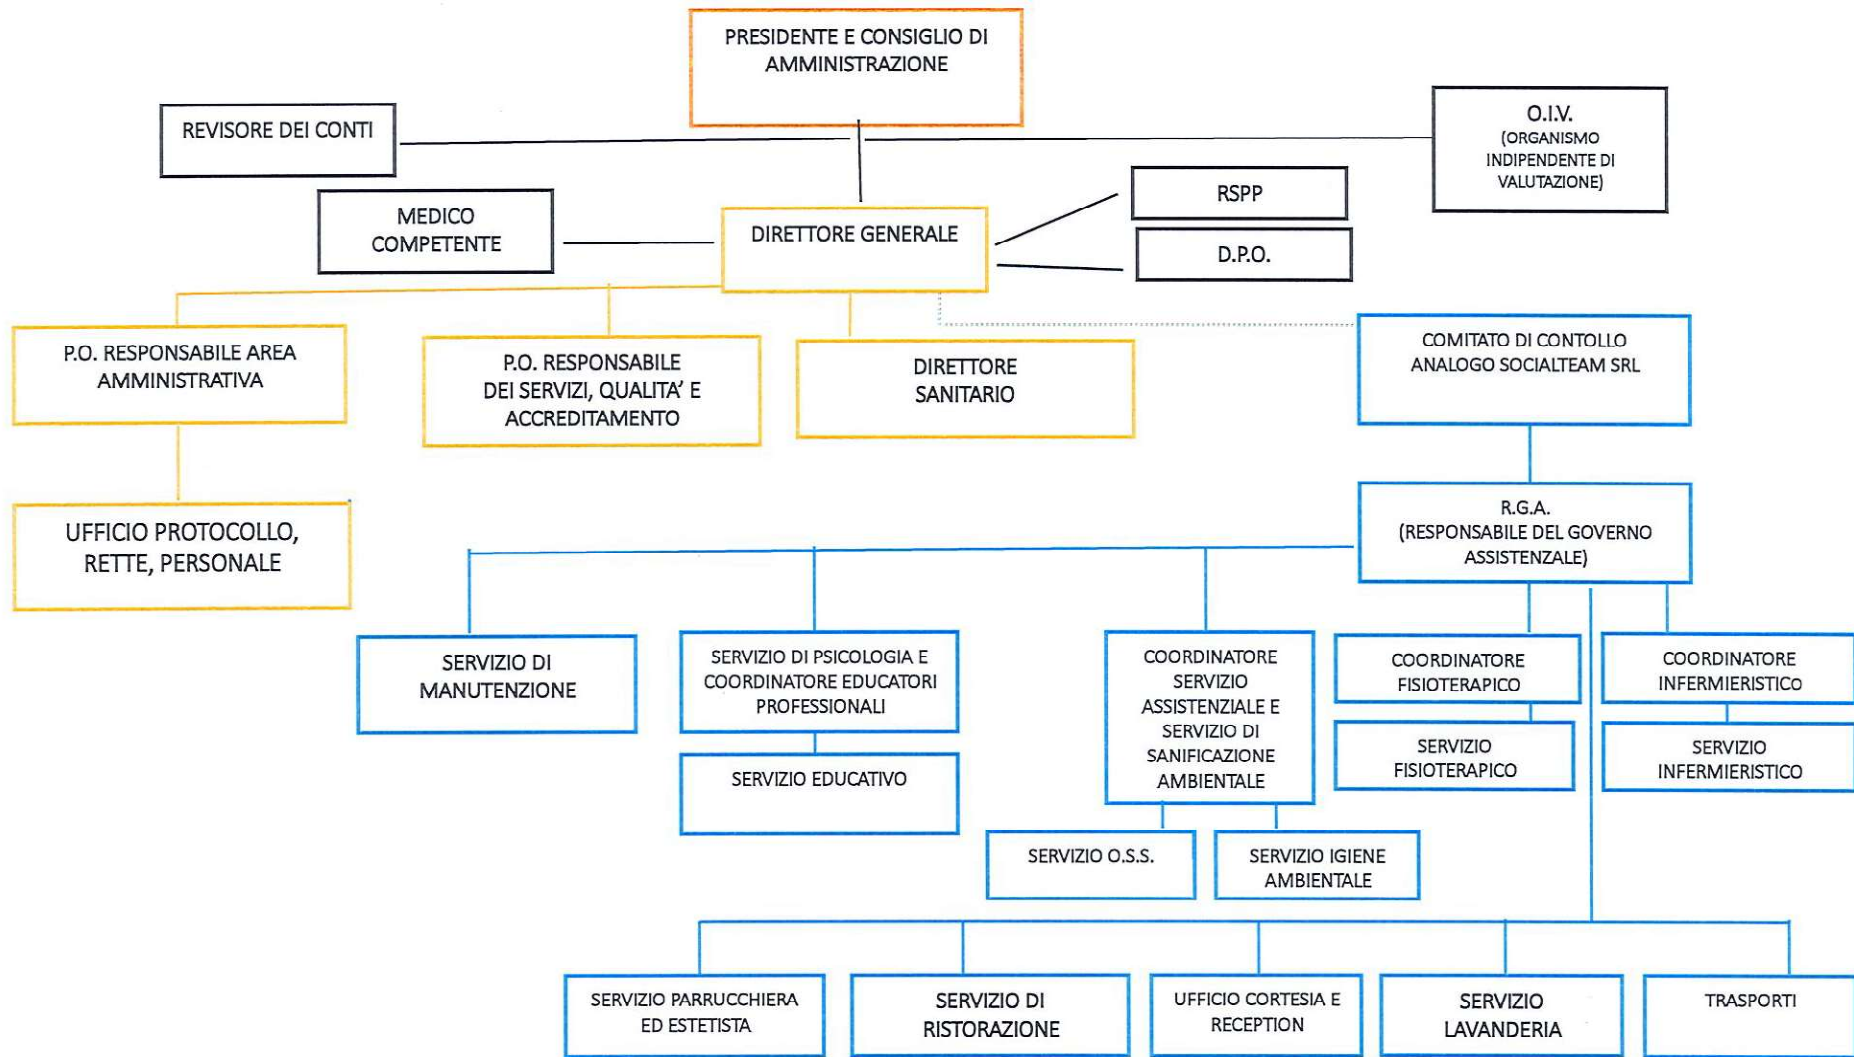 PRESIDENTE E CONSIGLIO DI
AMMINISTRAZIONE
REVISORE DEI CONTI
O.I.V.
(ORGANISMO
INDIPENDENTE DI
VALUTAZIONE)
MEDICO
COMPETENTE
DIRETTORE GENERALE
RSPP
D.P.O.
P.O. RESPONSABILE AREA
AMMINISTRATIVA
P.O. RESPONSABILE
DEI SERVIZI, QUALITA' E
ACCREDITAMENTO
DIRETTORE
SANITARIO
COMITATO DI CONTOLLO
ANALOGO SOCIALTEAM SRL
UFFICIO PROTOCOLLO,
RETTE, PERSONALE
R.G.A.
(RESPONSABILE DEL GOVERNO
ASSISTENZALE)
SERVIZIO DI
MANUTENZIONE
SERVIZIO DI PSICOLOGIA E
COORDINATORE EDUCATORI
PROFESSIONALI
COORDINATORE
SERVIZIO
ASSISTENZIALE E
SERVIZIO DI
SANIFICAZIONE
AMBIENTALE
COORDINATORE
FISIOTERAPICO
COORDINATORE
INFERMIERISTICO
SERVIZIO EDUCATIVO
SERVIZIO
FISIOTERAPICO
SERVIZIO
INFERMIERISTICO
SERVIZIO O.S.S.
SERVIZIO IGIENE
AMBIENTALE
SERVIZIO PARRUCCHIERA
ED ESTETISTA
SERVIZIO DI
RISTORAZIONE
UFFICIO CORTESIA E
RECEPTION
SERVIZIO
LAVANDERIA
TRASPORTI